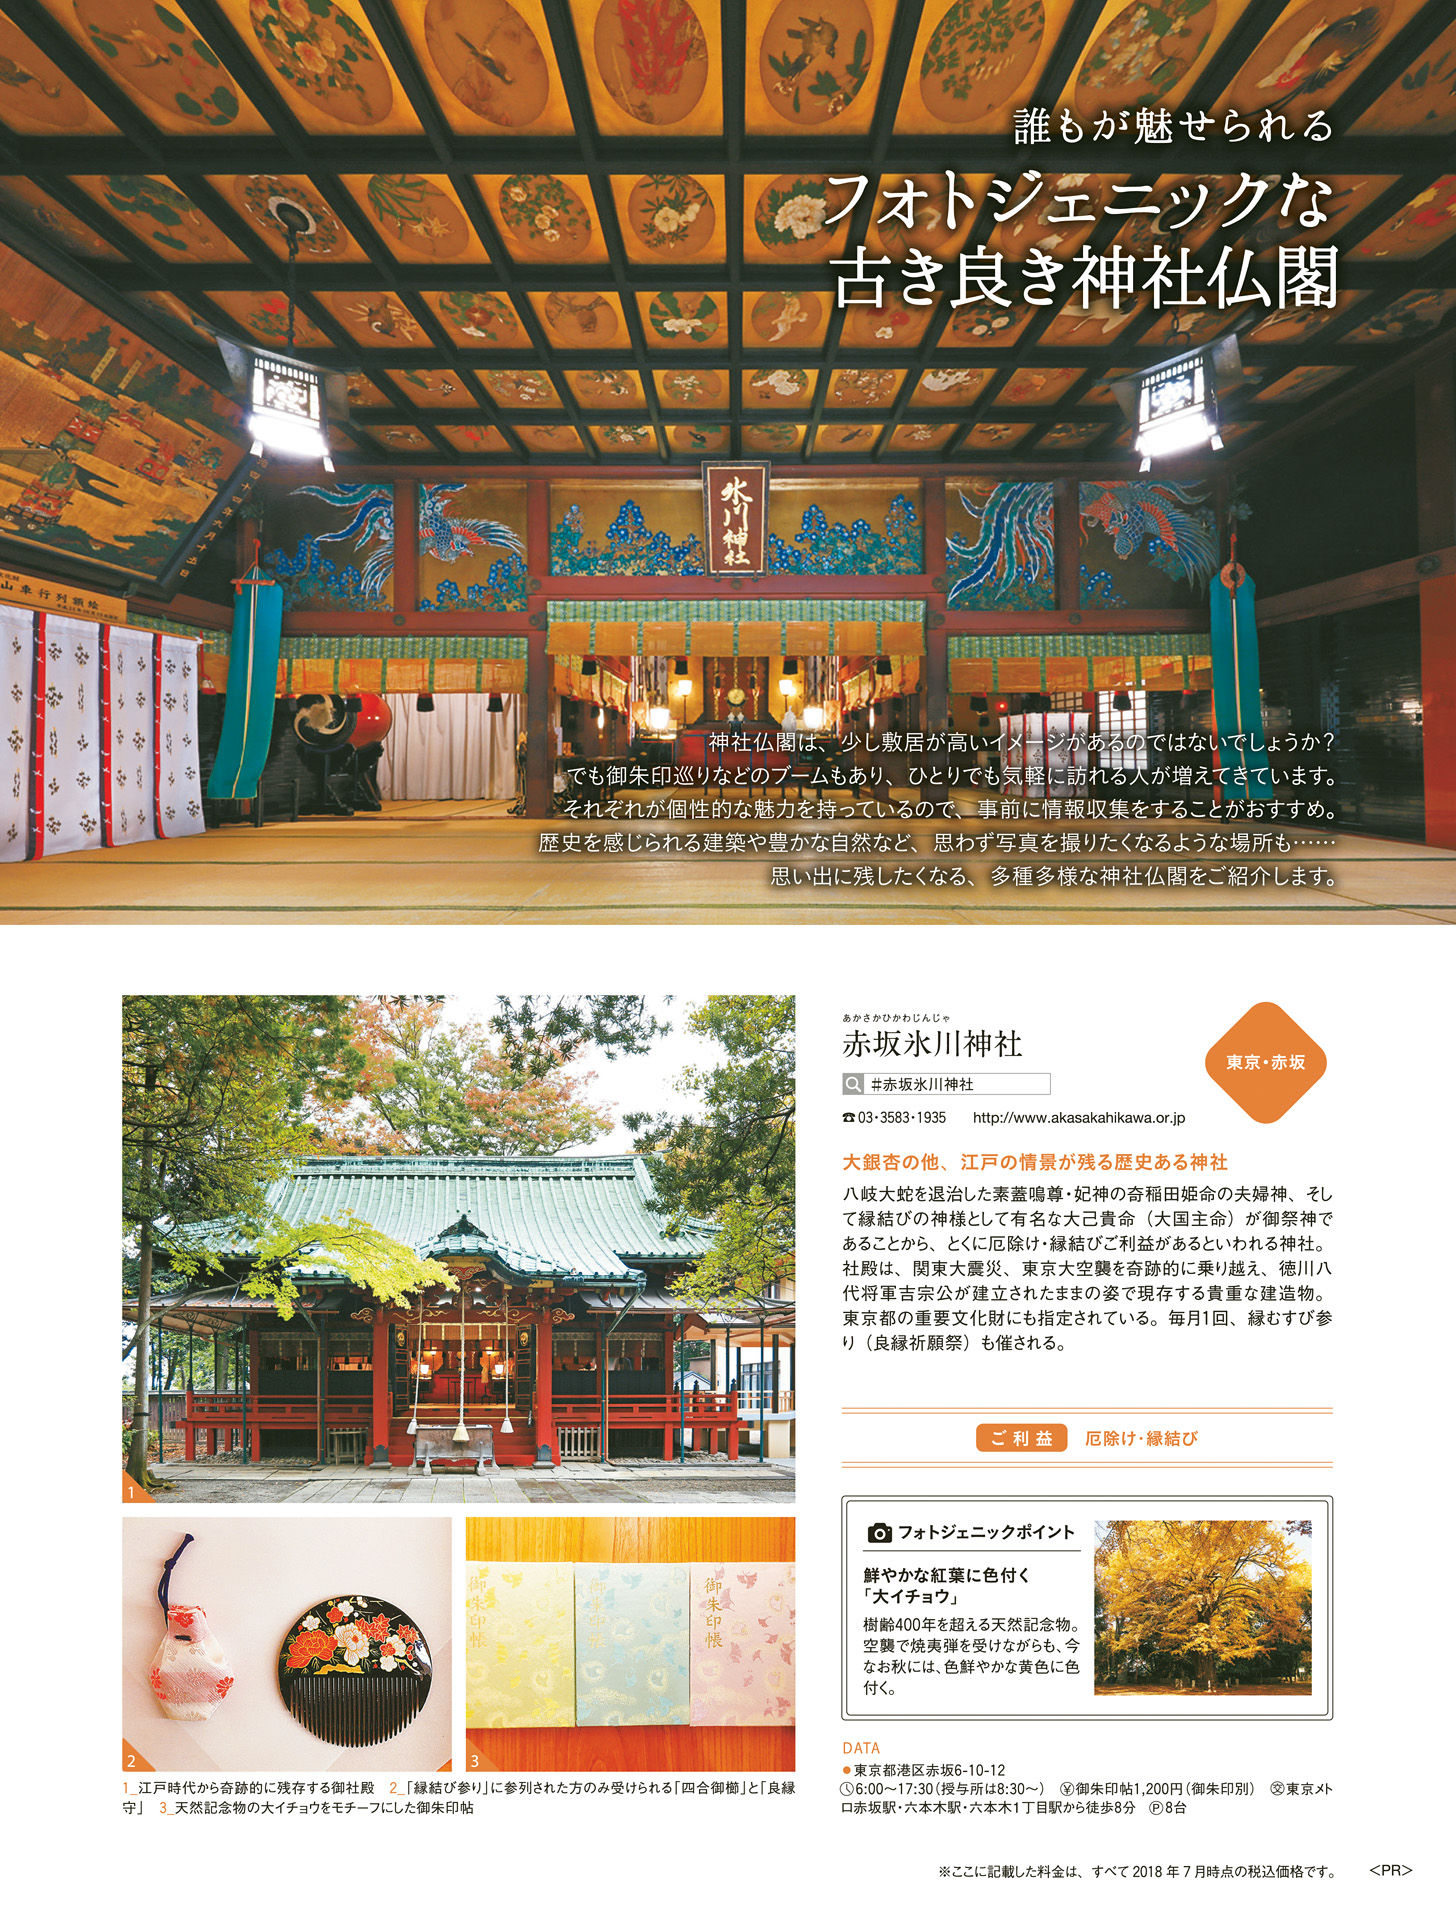 誰もが魅せられる
フォトジェニックな
古き良き神社仏閣
氷川神社
山車行列額絵
神社仏閣は、少し敷居が高いイメージがあるのではないでしょうか？
でも御朱印巡りなどのブームもあり、ひとりでも気軽に訪れる人が増えてきています。
それぞれが個性的な魅力を持っているので、事前に情報収集をすることがおすすめ。
歴史を感じられる建築や豊かな自然など、思わず写真を撮りたくなるような場所も……
思い出に残したくなる、多種多様な神社仏閣をご紹介します。
あかさかひかわじんじゃ
赤坂氷川神社
東京・赤坂
#赤坂氷川神社
☎03・3583・1935　http://www.akasakahikawa.or.jp
大銀杏の他、江戸の情景が残る歴史ある神社
八岐大蛇を退治した素蓋鳴尊・妃神の奇稲田姫命の夫婦神、そし
て縁結びの神様として有名な大己貴命（大国主命）が御祭神で
あることから、とくに厄除け・縁結びご利益があるといわれる神社。
社殿は、関東大震災、東京大空襲を奇跡的に乗り越え、徳川八
代将軍吉宗公が建立されたままの姿で現存する貴重な建造物。
東京都の重要文化財にも指定されている。毎月1回、縁むすび参
り（良縁祈願祭）も催される。
ご利益　厄除け・縁結び
フォトジェニックポイント
鮮やかな紅葉に色付く
「大イチョウ」
樹齢400年を超える天然記念物。
空襲で焼夷弾を受けながらも、今
なお秋には、色鮮やかな黄色に色
付く。
1
2
3
御朱印帳
御朱印帳
御朱印帳
1_江戸時代から奇跡的に残存する御社殿　2_「縁結び参り」に参列された方のみ受けられる「四合御櫛」と「良縁
守」　3_天然記念物の大イチョウをモチーフにした御朱印帖
DATA
●東京都港区赤坂6-10-12
6:00〜17:30（授与所は8:30〜）　¥御朱印帖1,200円（御朱印別）　交東京メト
ロ赤坂駅・六本木駅・六本木1丁目駅から徒歩8分　Ⓟ8台
※ここに記載した料金は、すべて2018年7月時点の税込価格です。
＜PR＞